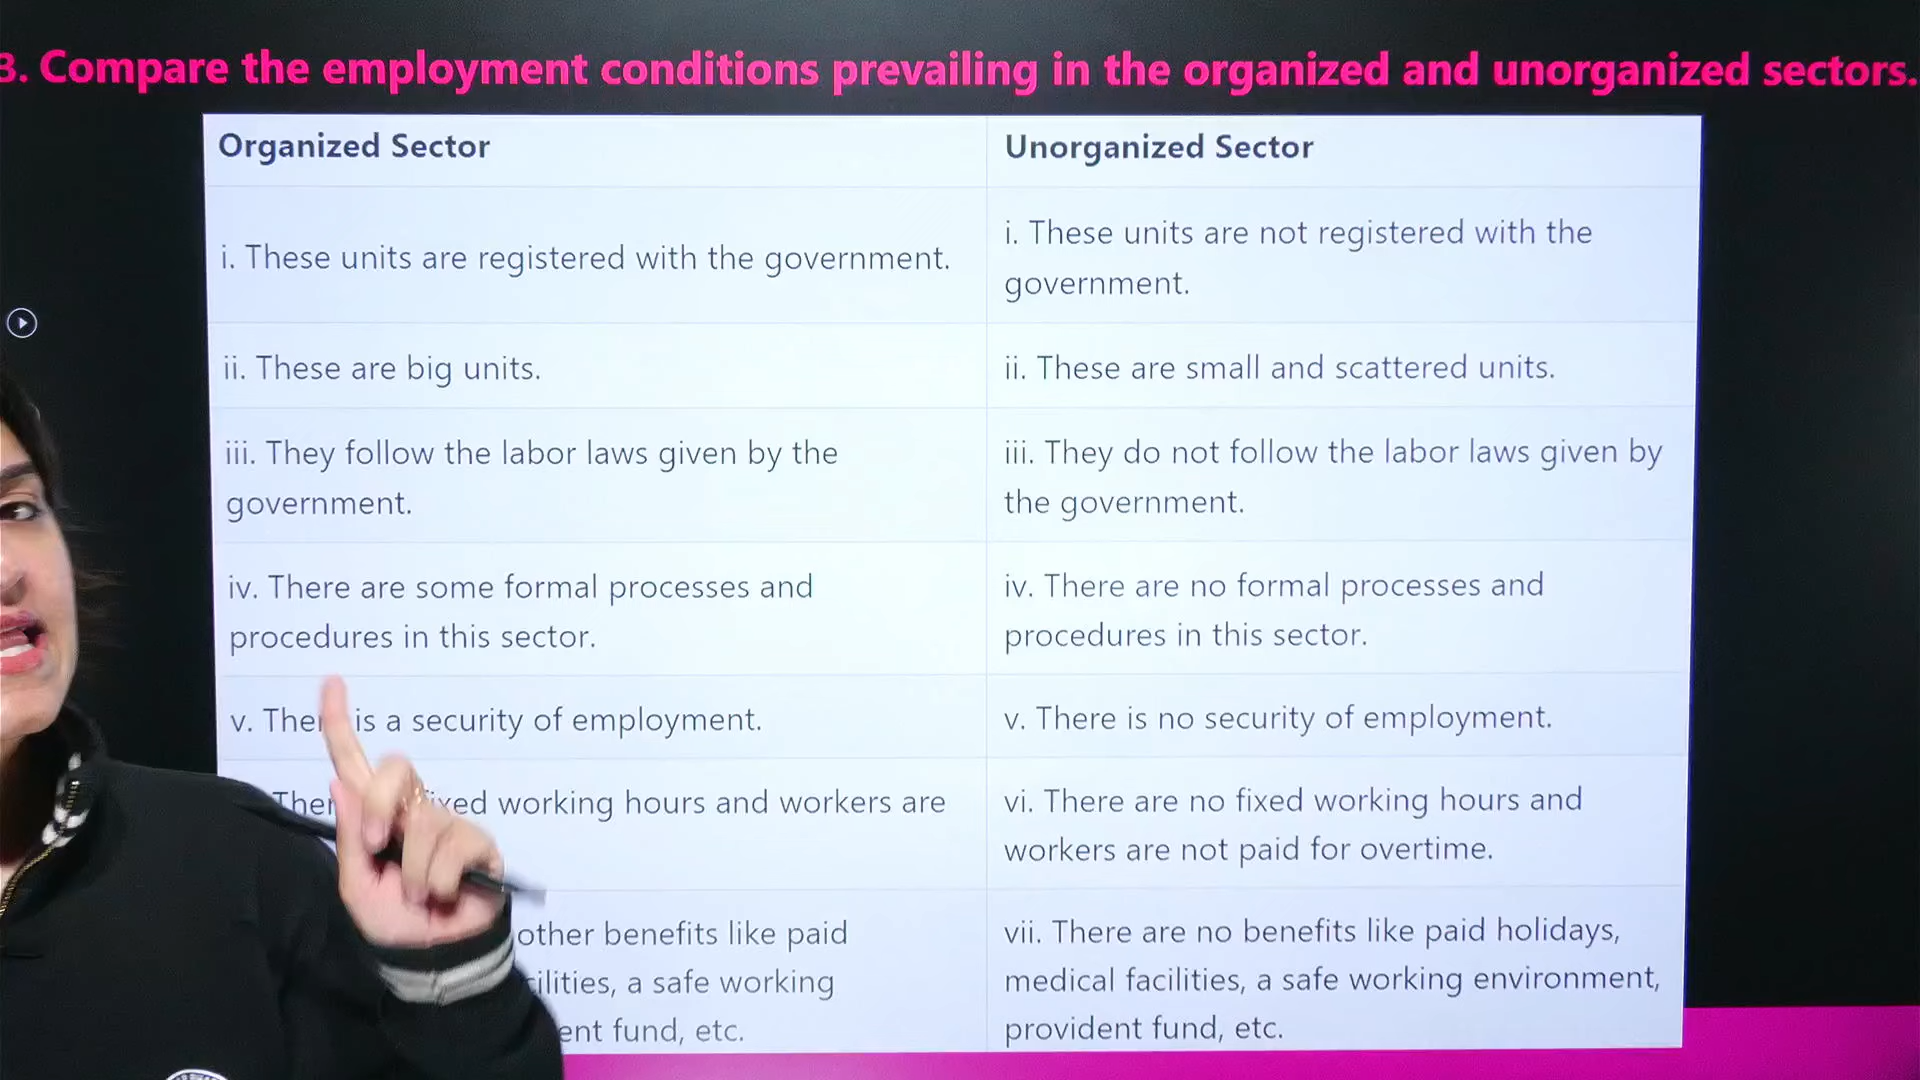 3. Compare the employment conditions prevailing in the organized and unorganized sectors.
Organized Sector
Unorganized Sector
i. These units are registered with the government.
i. These units are not registered with the
government.
ii. These are big units.
ii. These are small and scattered units.
iii. They follow the labor laws given by the
government.
iii. They do not follow the labor laws given by
the government.
iv. There are some formal processes and
procedures in this sector.
iv. There are no formal processes and
procedures in this sector.
v. There is a security of employment.
v. There is no security of employment.
working hours and workers are
vi. There are no fixed working hours and
workers are not paid for overtime.
other benefits like paid
a safe working
fund, etc.
vii. There are no benefits like paid holidays,
medical facilities, a safe working environment,
provident fund, etc.